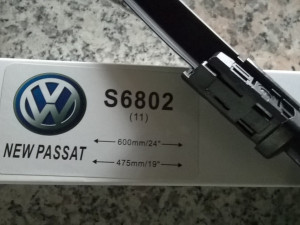 S6802
(11)
600mm/24"
NEW PASSAT
475mm/19"